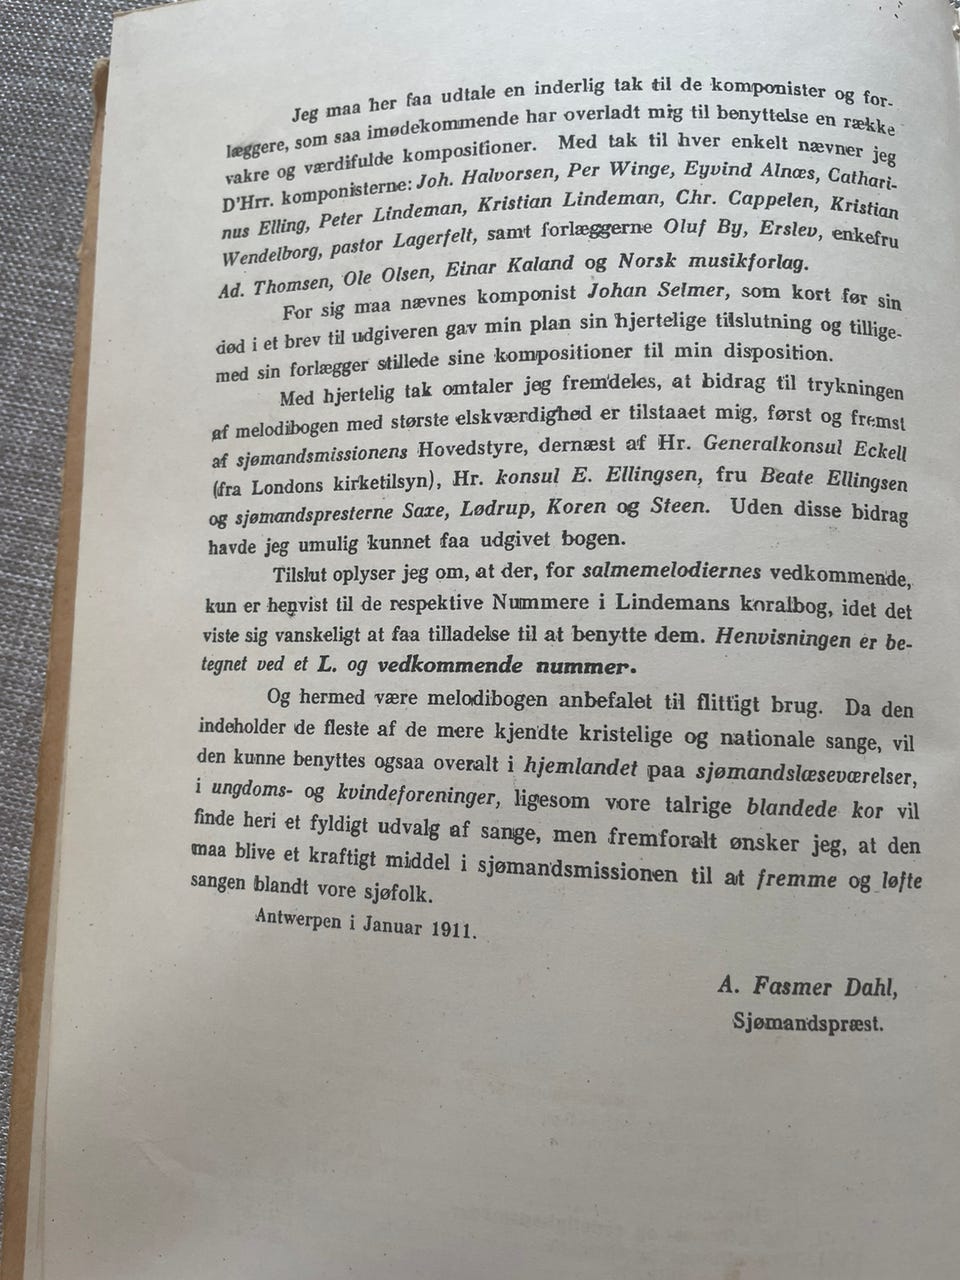 Jeg maa her faa udtale en inderlig tak til de komponister og for-
læggere, som saa imødekommende har overladt mig til benyttelse en række
vakre og værdifulde kompositioner. Med tak til hver enkelt nævner jeg
D'Hrr. komponisterne: Joh. Halvorsen, Per Winge, Eyvind Alnæs, Cathari-
nus Elling, Peter Lindeman, Kristian Lindeman, Chr. Cappelen, Kristian
Wendelborg, pastor Lagerfelt, samt forlæggerne Oluf By, Erslev, enkefru
Ad. Thomsen, Ole Olsen, Einar Kaland og Norsk musikforlag.
For sig maa nævnes komponist Johan Selmer, som kort før sin
død i et brev til udgiveren gav min plan sin hjertelige tilslutning og tillige-
med sin forlægger stillede sine kompositioner til min disposition.
Med hjertelig tak omtaler jeg fremdeles, at bidrag til trykningen
af melodibogen med største elskværdighed er tilstaaet mig, først og fremst
af sjømandsmissionens Hovedstyre, dernæst af Hr. Generalkonsul Eckell
(fra Londons kirketilsyn), Hr. konsul E. Ellingsen, fru Beate Ellingsen
og sjømandspresterne Saxe, Lødrup, Koren og Steen. Uden disse bidrag
havde jeg umulig kunnet faa udgivet bogen.
Tilslut oplyser jeg om, at der, for salmemelodiernes vedkommende,
kun er henvist til de respektive Nummere i Lindemans koralbog, idet det
viste sig vanskeligt at faa tilladelse til at benytte dem. Henvisningen er be-
tegnet ved et L. og vedkommende nummer.
Og hermed være melodibogen anbefalet til flittigt brug. Da den
indeholder de fleste af de mere kjendte kristelige og nationale sange, vil
den kunne benyttes ogsaa overalt i hjemlandet paa sjømandslæseværelser,
i ungdoms- og kvindeforeninger, ligesom vore talrige blandede kor vil
finde heri et fyldigt udvalg af sange, men fremforalt ønsker jeg, at den
maa blive et kraftigt middel i sjømandsmissionen til at fremme og løfte
sangen blandt vore sjøfolk.
Antwerpen i Januar 1911.
A. Fasmer Dahl,
Sjømandspræst.